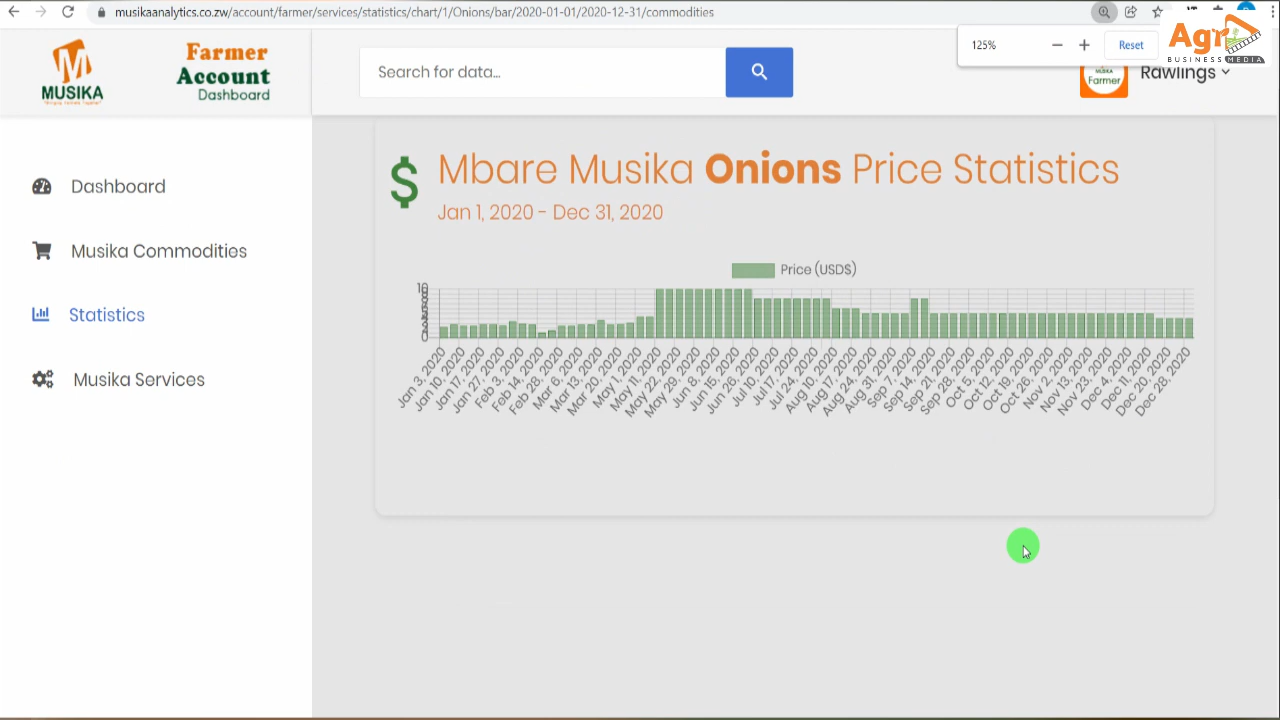 musikaanalytics.co.zw/account/farmer/services/statistics/chart/1/Onions/bar/2020-01-01/2020-12-31/commodities
125%
Reset
Agr
BUSINESS MEDIA
MUSIKA
Farmer
Account
Dashboard
Search for data...
MUSIKA
Farmer
Rawlings
Dashboard
Musika Commodities
Statistics
Musika Services
$
Mbare Musika Onions Price Statistics
Jan 1, 2020 - Dec 31, 2020
Price (USD$)
10
0
Jan 3, 2020
Jan 10, 2020
Jan 17, 2020
Jan 27, 2020
Feb 3, 2020
Feb 14, 2020
Feb 28, 2020
Mar 6, 2020
Mar 13, 2020
Mar 20, 2020
May 1, 2020
May 11, 2020
May 22, 2020
May 29, 2020
Jun 8, 2020
Jun 15, 2020
Jun 26, 2020
Jul 10, 2020
Jul 17, 2020
Jul 24, 2020
Aug 10, 2020
Aug 17, 2020
Aug 24, 2020
Aug 31, 2020
Sep 7, 2020
Sep 14, 2020
Sep 21, 2020
Sep 28, 2020
Oct 5, 2020
Oct 12, 2020
Oct 19, 2020
Oct 26, 2020
Nov 2, 2020
Nov 13, 2020
Nov 23, 2020
Dec 4, 2020
Dec 11, 2020
Dec 20, 2020
Dec 28, 2020